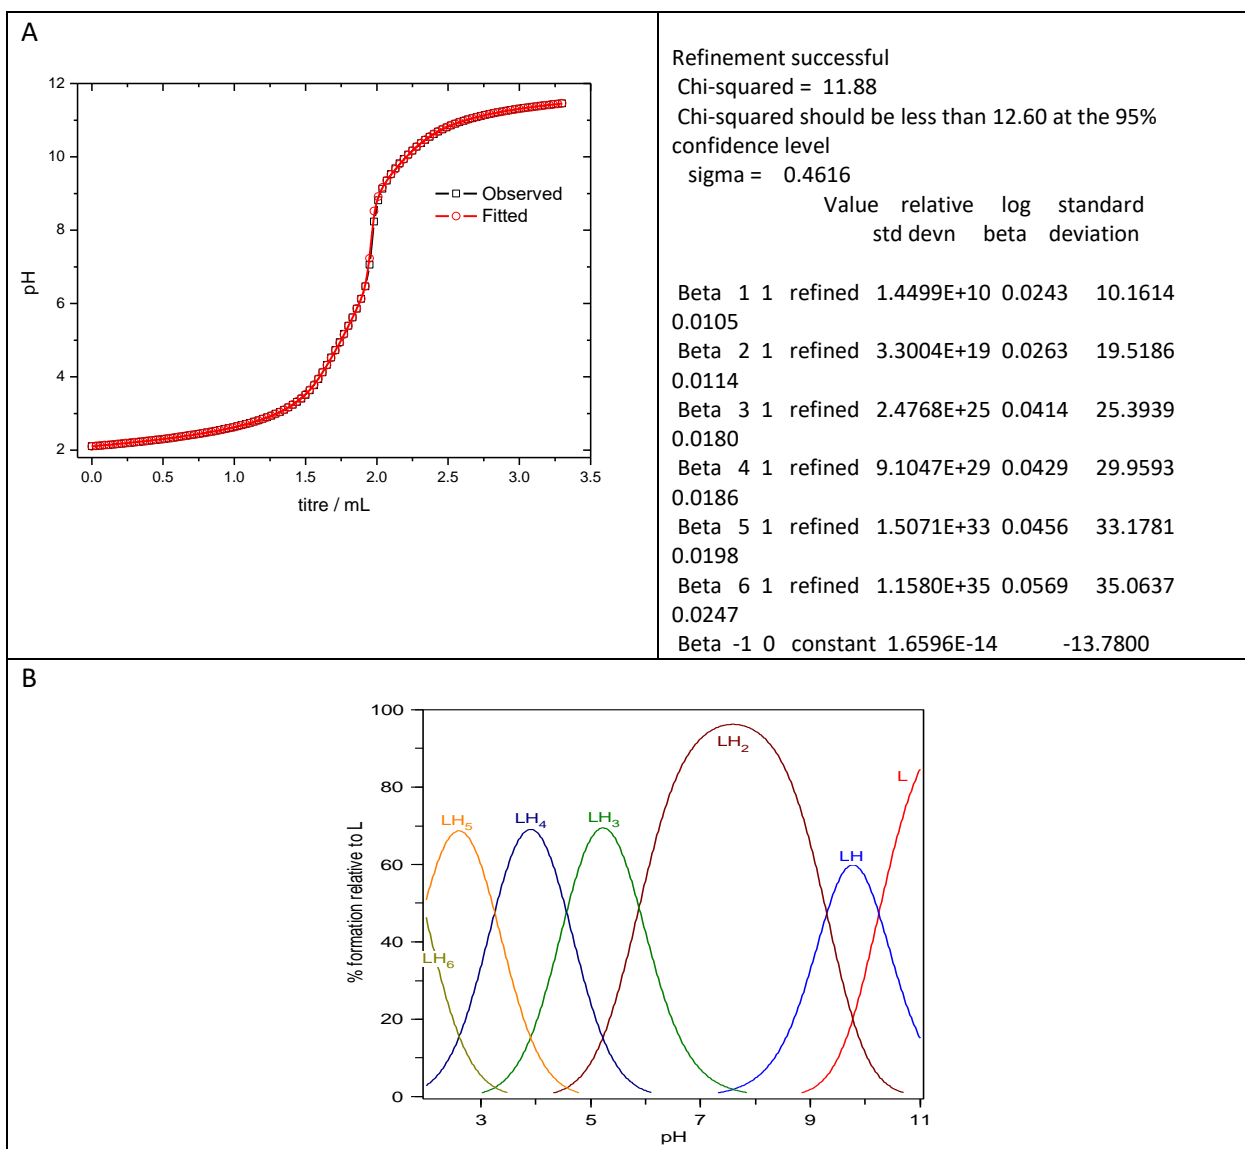 A
12
10
8
6
4
2
pH
0.0 0.5 1.0 1.5 2.0 2.5 3.0 3.5
titre / mL
Observed
Fitted
Refinement successful
Chi-squared = 11.88
Chi-squared should be less than 12.60 at the 95%
confidence level
sigma = 0.4616
Value relative log standard
std devn beta deviation
Beta 1 1 refined 1.4499E+10 0.0243 10.1614
0.0105
Beta 2 1 refined 3.3004E+19 0.0263 19.5186
0.0114
Beta 3 1 refined 2.4768E+25 0.0414 25.3939
0.0180
Beta 4 1 refined 9.1047E+29 0.0429 29.9593
0.0186
Beta 5 1 refined 1.5071E+33 0.0456 33.1781
0.0198
Beta 6 1 refined 1.1580E+35 0.0569 35.0637
0.0247
Beta -1 0 constant 1.6596E-14 -13.7800
B
100
80
60
40
20
0
% formation relative to L
LH₆
LH₅
LH₄
LH₃
LH₂
LH
L
3 5 7 9 11
pH